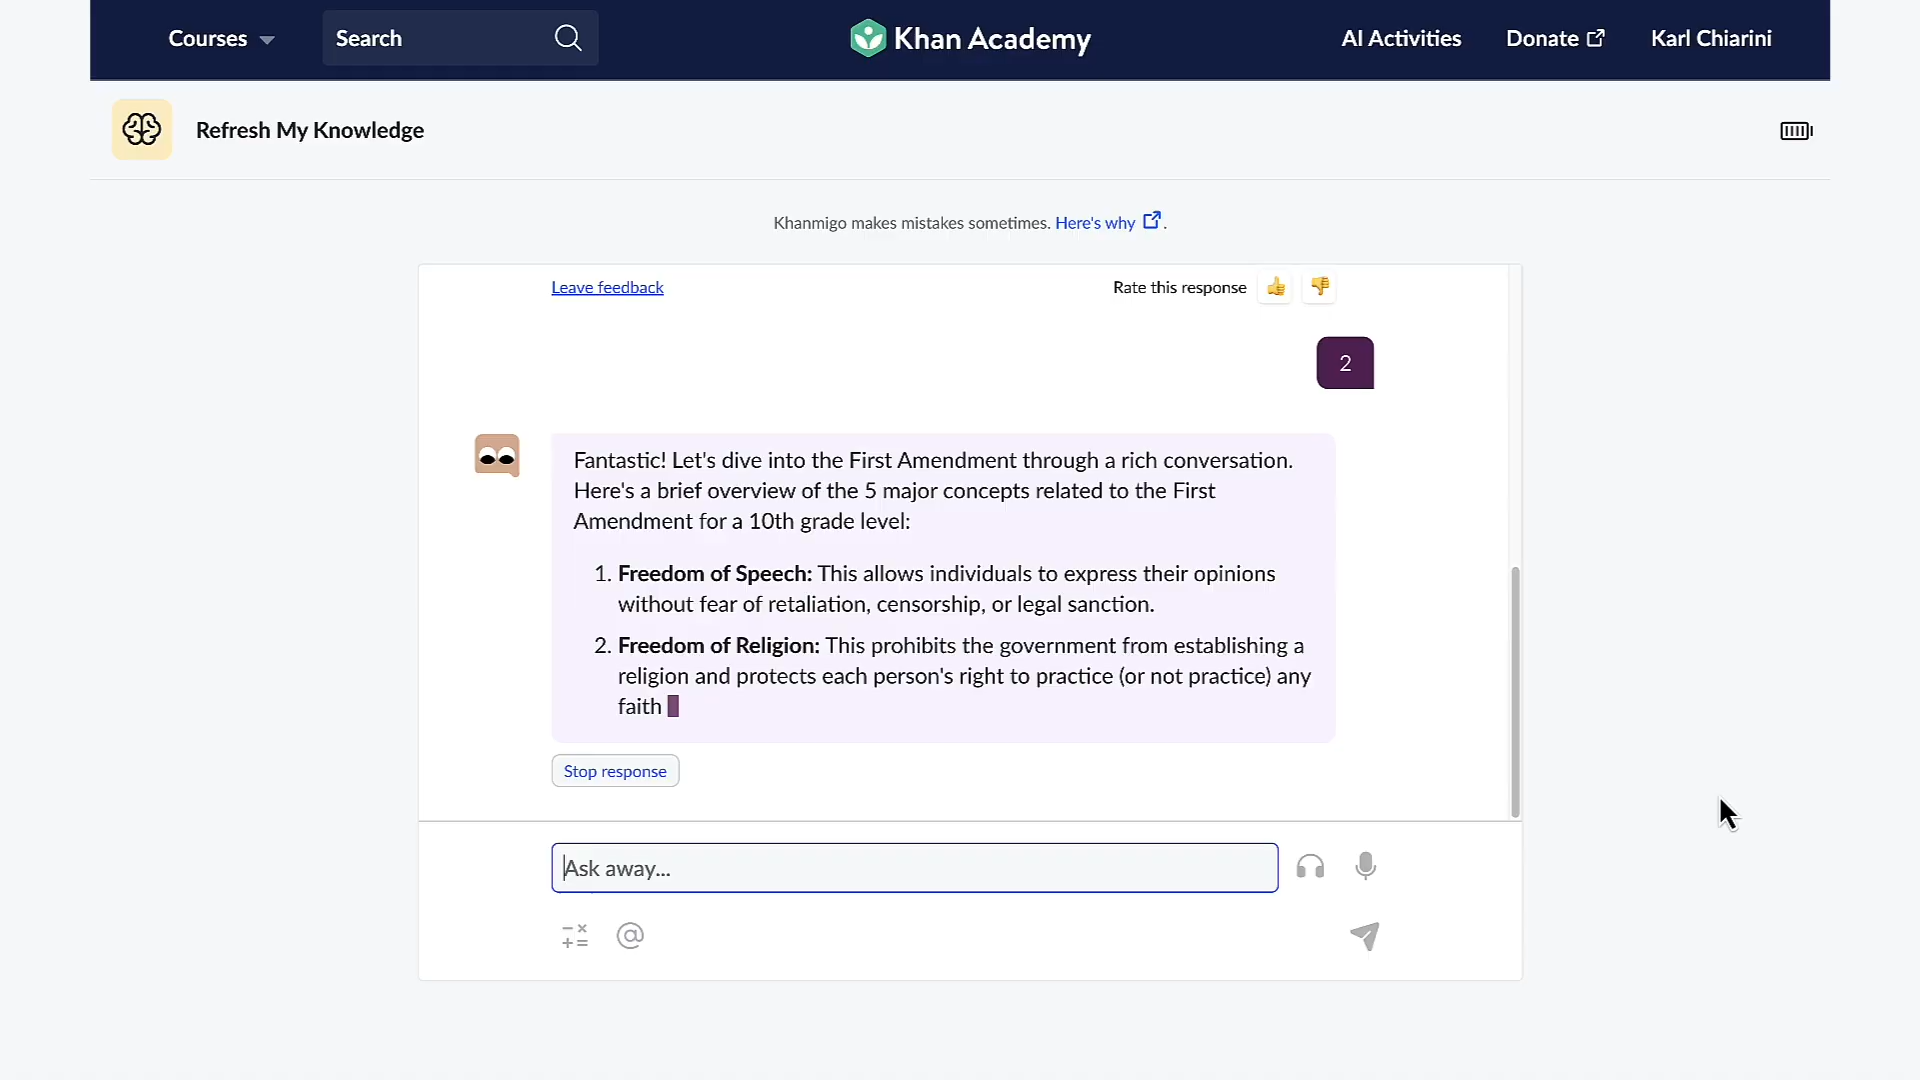 Courses
Search
Khan Academy
AI Activities
Donate
Karl Chiarini
Refresh My Knowledge
Khanmigo makes mistakes sometimes. Here's why.
Leave feedback
Rate this response
2
Fantastic! Let's dive into the First Amendment through a rich conversation.
Here's a brief overview of the 5 major concepts related to the First
Amendment for a 10th grade level:
1. Freedom of Speech: This allows individuals to express their opinions
without fear of retaliation, censorship, or legal sanction.
2. Freedom of Religion: This prohibits the government from establishing a
religion and protects each person's right to practice (or not practice) any
faith
Stop response
Ask away...